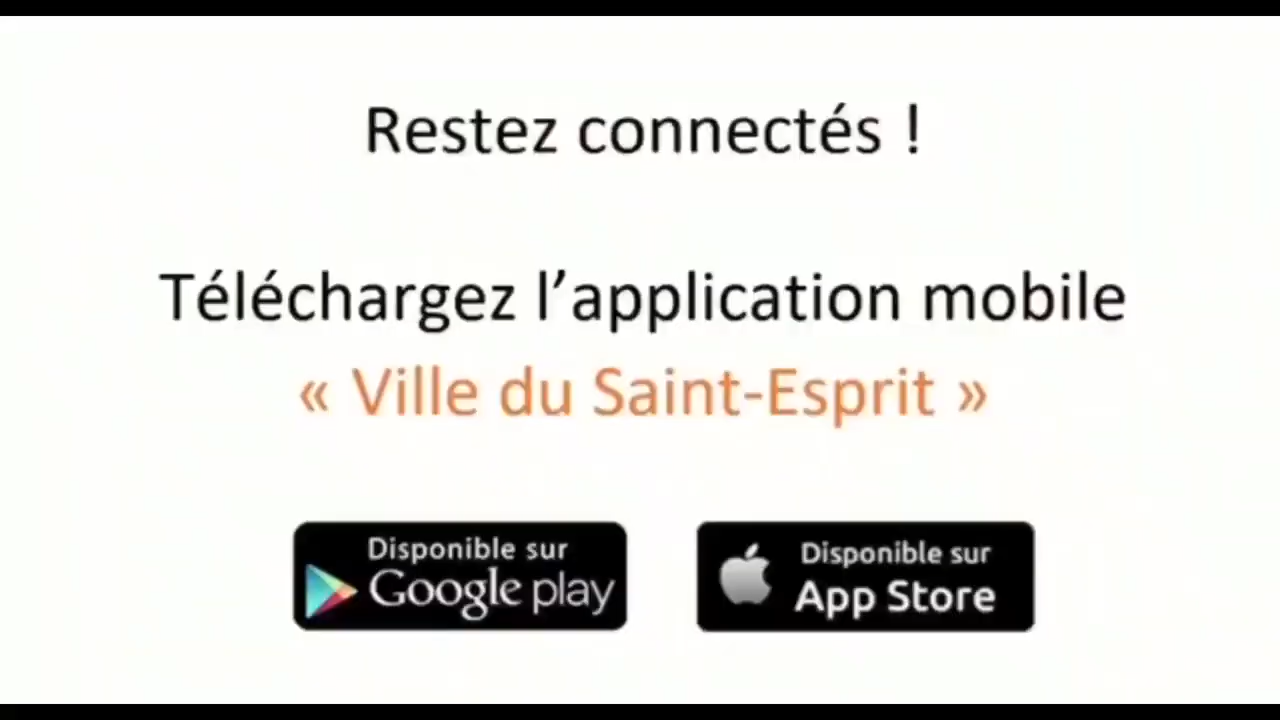 Restez connectés !
Téléchargez l’application mobile
« Ville du Saint-Esprit »
Disponible sur
Google play
Disponible sur
App Store